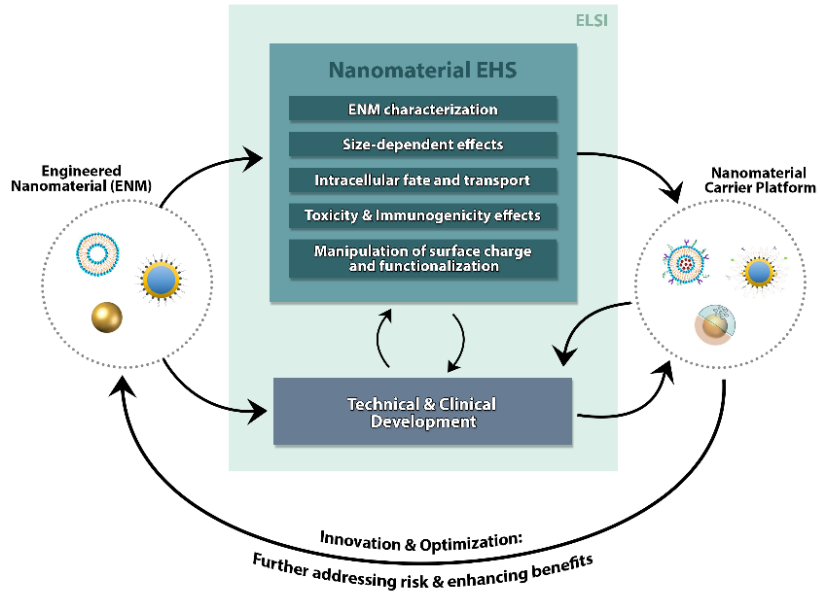 ELSI
Nanomaterial EHS
ENM characterization
Size-dependent effects
Intracellular fate and transport
Toxicity & Immunogenicity effects
Manipulation of surface charge
and functionalization
Engineered
Nanomaterial (ENM)
Nanomaterial
Carrier Platform
Technical & Clinical
Development
Innovation & Optimization:
Further addressing risk & enhancing benefits